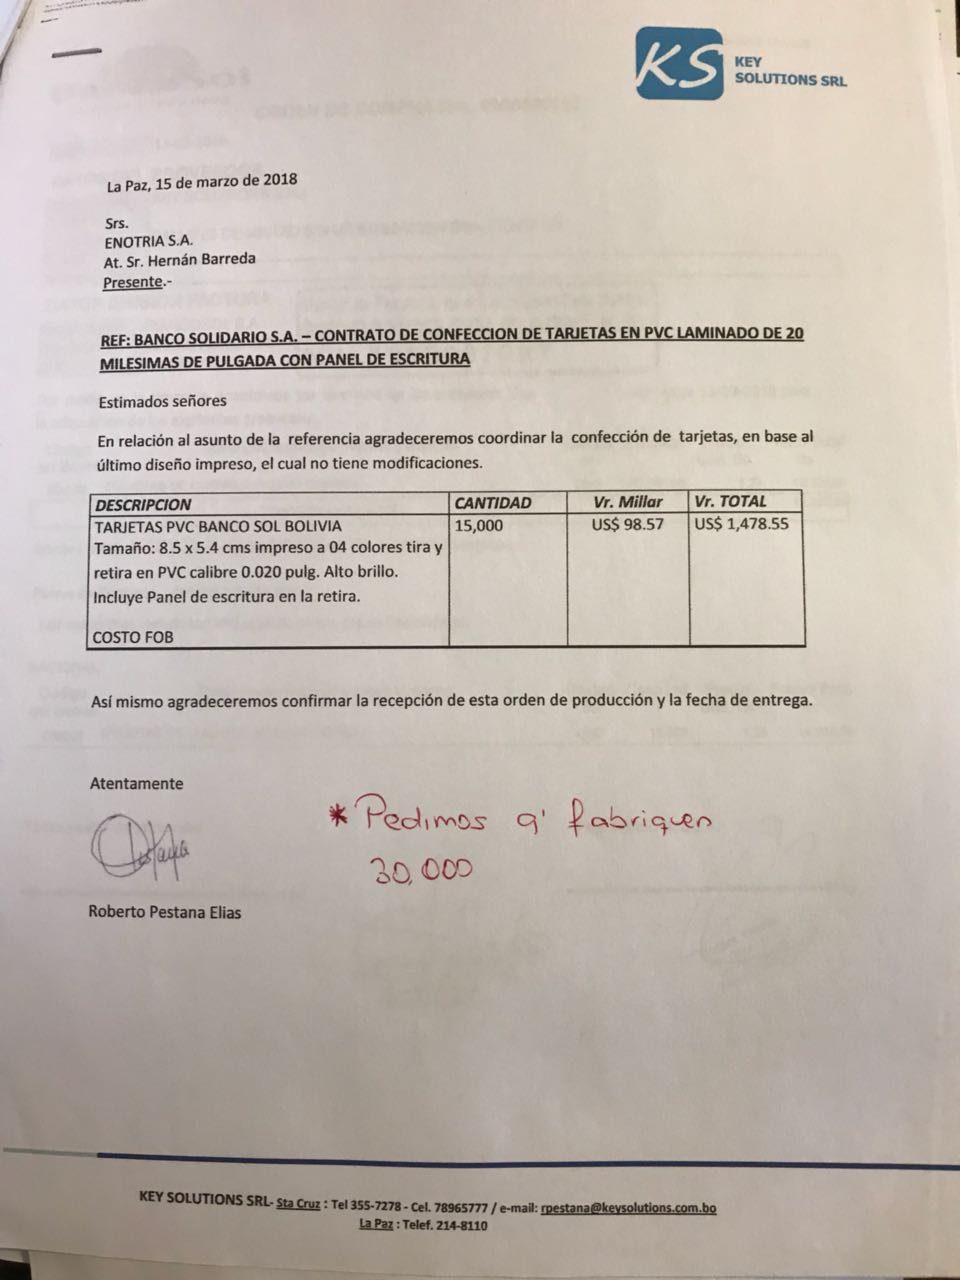 KS KEY
SOLUTIONS SRL
La Paz, 15 de marzo de 2018
Srs.
ENOTRIA S.A.
At. Sr. Hernán Barreda
Presente.-
REF: BANCO SOLIDARIO S.A. – CONTRATO DE CONFECCION DE TARJETAS EN PVC LAMINADO DE 20
MILESIMAS DE PULGADA CON PANEL DE ESCRITURA
Estimados señores
En relación al asunto de la referencia agradeceremos coordinar la confección de tarjetas, en base al
último diseño impreso, el cual no tiene modificaciones.
DESCRIPCION CANTIDAD Vr. Millar Vr. TOTAL
TARJETAS PVC BANCO SOL BOLIVIA 15,000 US$ 98.57 US$ 1,478.55
Tamaño: 8.5 x 5.4 cms impreso a 04 colores tira y
retira en PVC calibre 0.020 pulg. Alto brillo.
Incluye Panel de escritura en la retira.
COSTO FOB
Así mismo agradeceremos confirmar la recepción de esta orden de producción y la fecha de entrega.
Atentamente
* Pedimos q' fabriquen
30,000
Roberto Pestana Elias
KEY SOLUTIONS SRL- Sta Cruz : Tel 355-7278 - Cel. 78965777 / e-mail: rpestana@keysolutions.com.bo
La Paz : Telef. 214-8110